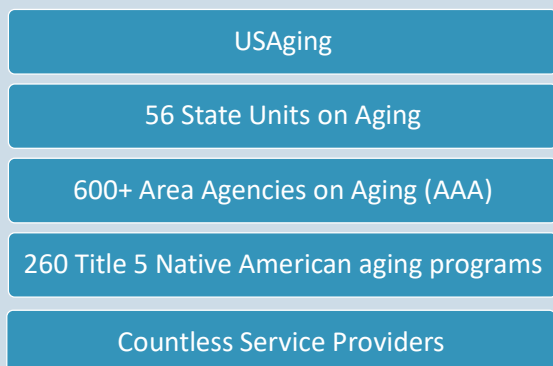 USAging
56 State Units on Aging
600+ Area Agencies on Aging (AAA)
260 Title 5 Native American aging programs
Countless Service Providers